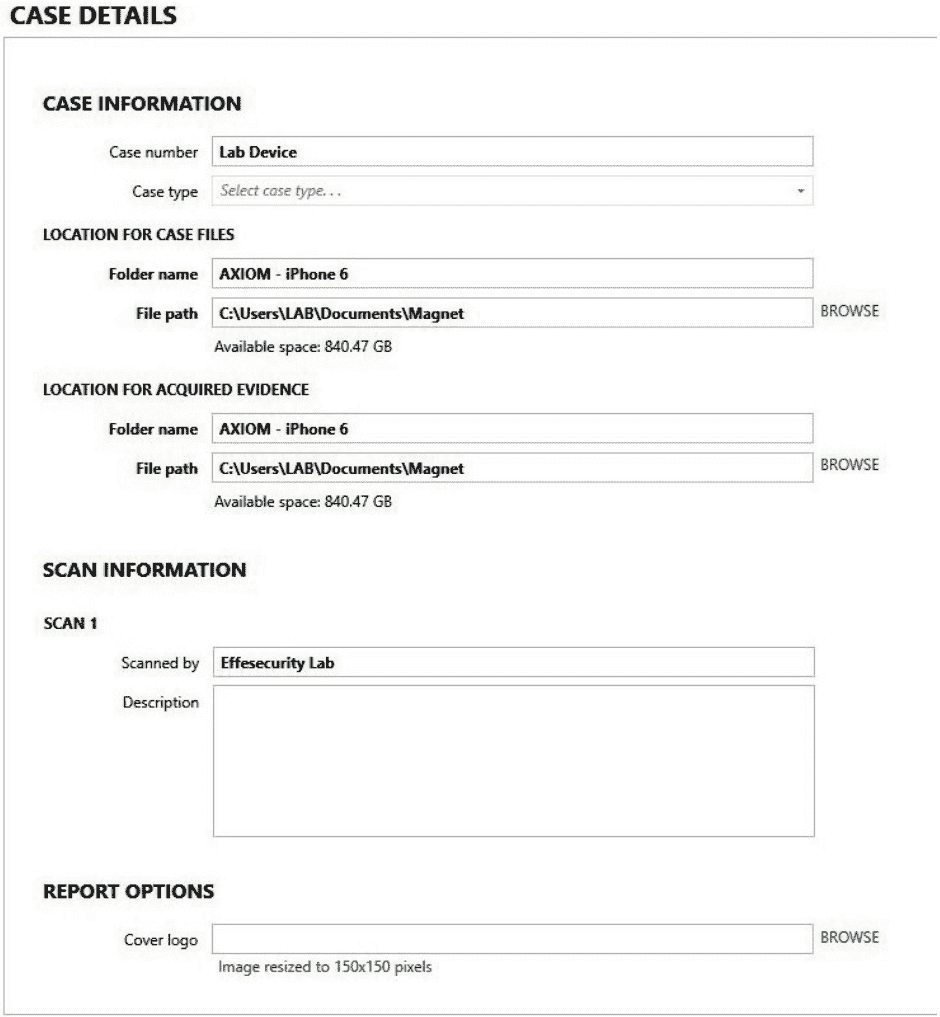 CASE DETAILS
CASE INFORMATION
Case number Lab Device
Case type Select case type. . .
LOCATION FOR CASE FILES
Folder name AXIOM - iPhone 6
File path C:\Users\LAB\Documents\Magnet BROWSE
Available space: 840.47 GB
LOCATION FOR ACQUIRED EVIDENCE
Folder name AXIOM - iPhone 6
File path C:\Users\LAB\Documents\Magnet BROWSE
Available space: 840.47 GB
SCAN INFORMATION
SCAN 1
Scanned by Effesecurity Lab
Description
REPORT OPTIONS
Cover logo BROWSE
Image resized to 150x150 pixels